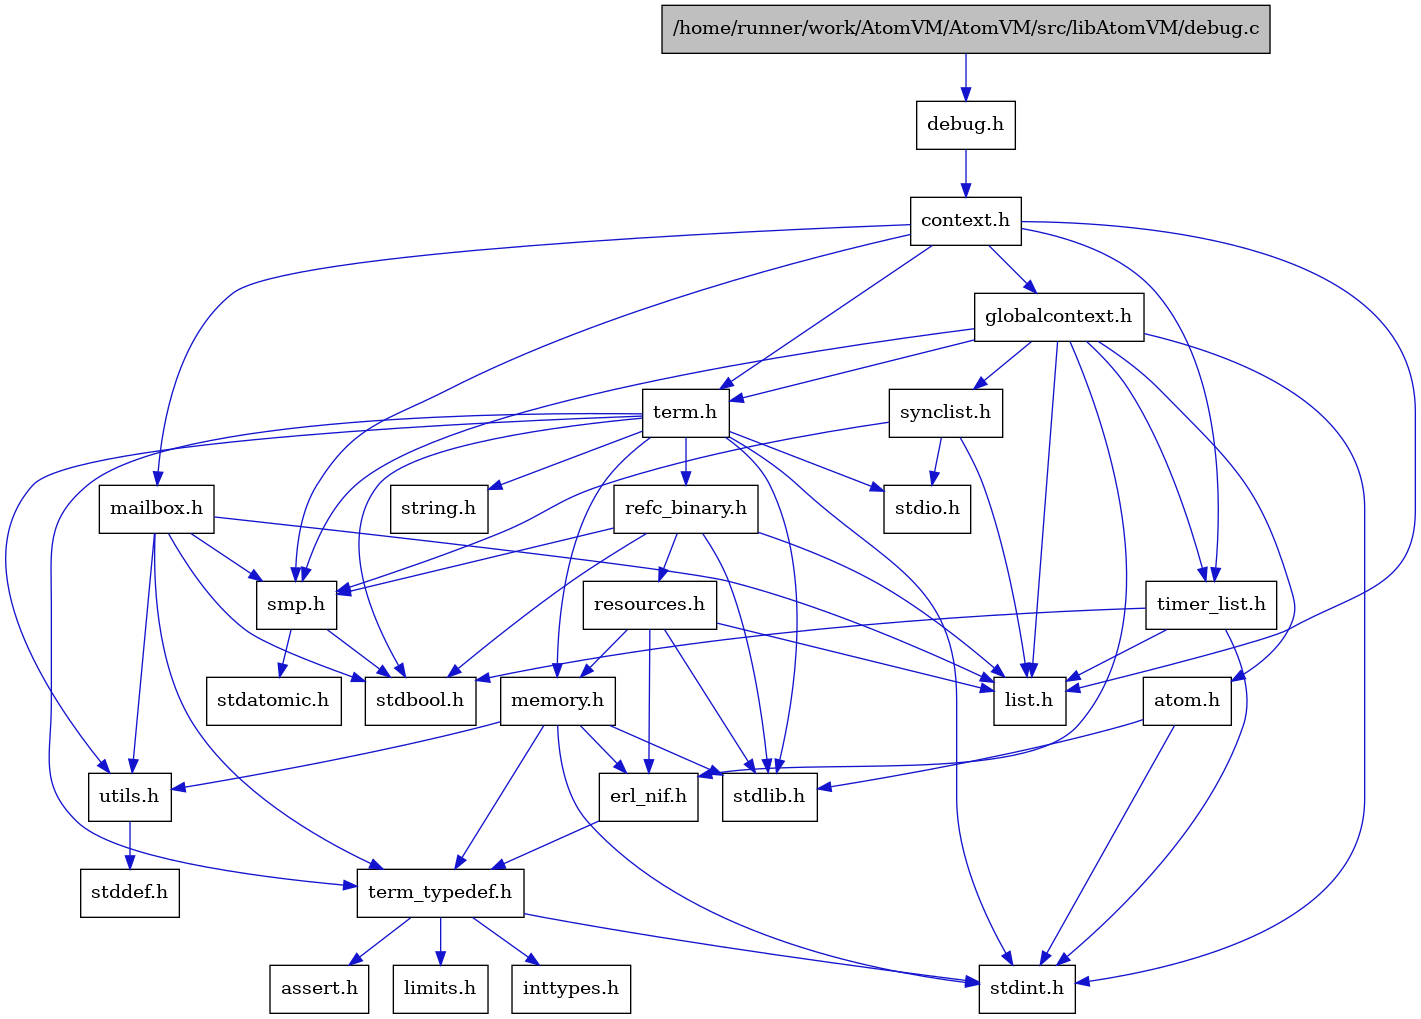 /home/runner/work/AtomVM/AtomVM/src/libAtomVM/debug.c
debug.h
context.h
globalcontext.h
term.h
synclist.h
mailbox.h
string.h
refc_binary.h
stdio.h
smp.h
resources.h
timer_list.h
stdatomic.h
stdbool.h
memory.h
list.h
atom.h
utils.h
erl_nif.h
stdlib.h
stddef.h
term_typedef.h
assert.h
limits.h
inttypes.h
stdint.h